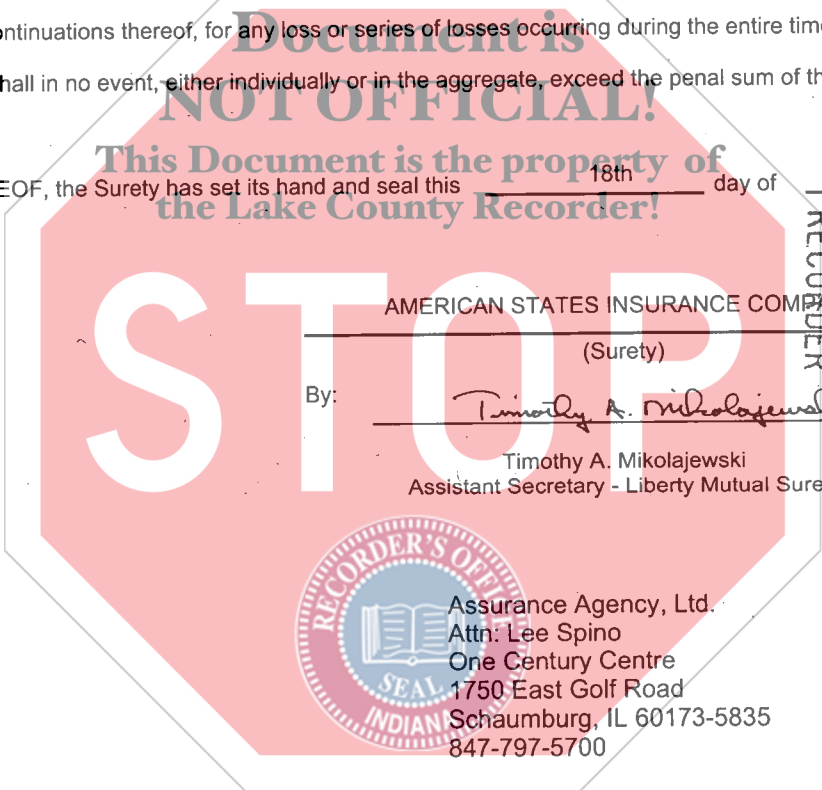 ontinuations thereof, for any loss or series of losses occurring during the entire time
Document is
hall in no event, either individually or in the aggregate, exceed the penal sum of th
NOT OFFICIAL!
This Document is the property of
EOF, the Surety has set its hand and seal this 18th day of
the Lake County Recorder!
RECORDER
STOP
AMERICAN STATES INSURANCE COMPA
(Surety)
By: Timothy A. Mikolajewsk
Timothy A. Mikolajewski
Assistant Secretary - Liberty Mutual Sure
RECORDER'S OFFICE
SEAL
INDIANA
Assurance Agency, Ltd.
Attn: Lee Spino
One Century Centre
1750 East Golf Road
Schaumburg, IL 60173-5835
847-797-5700